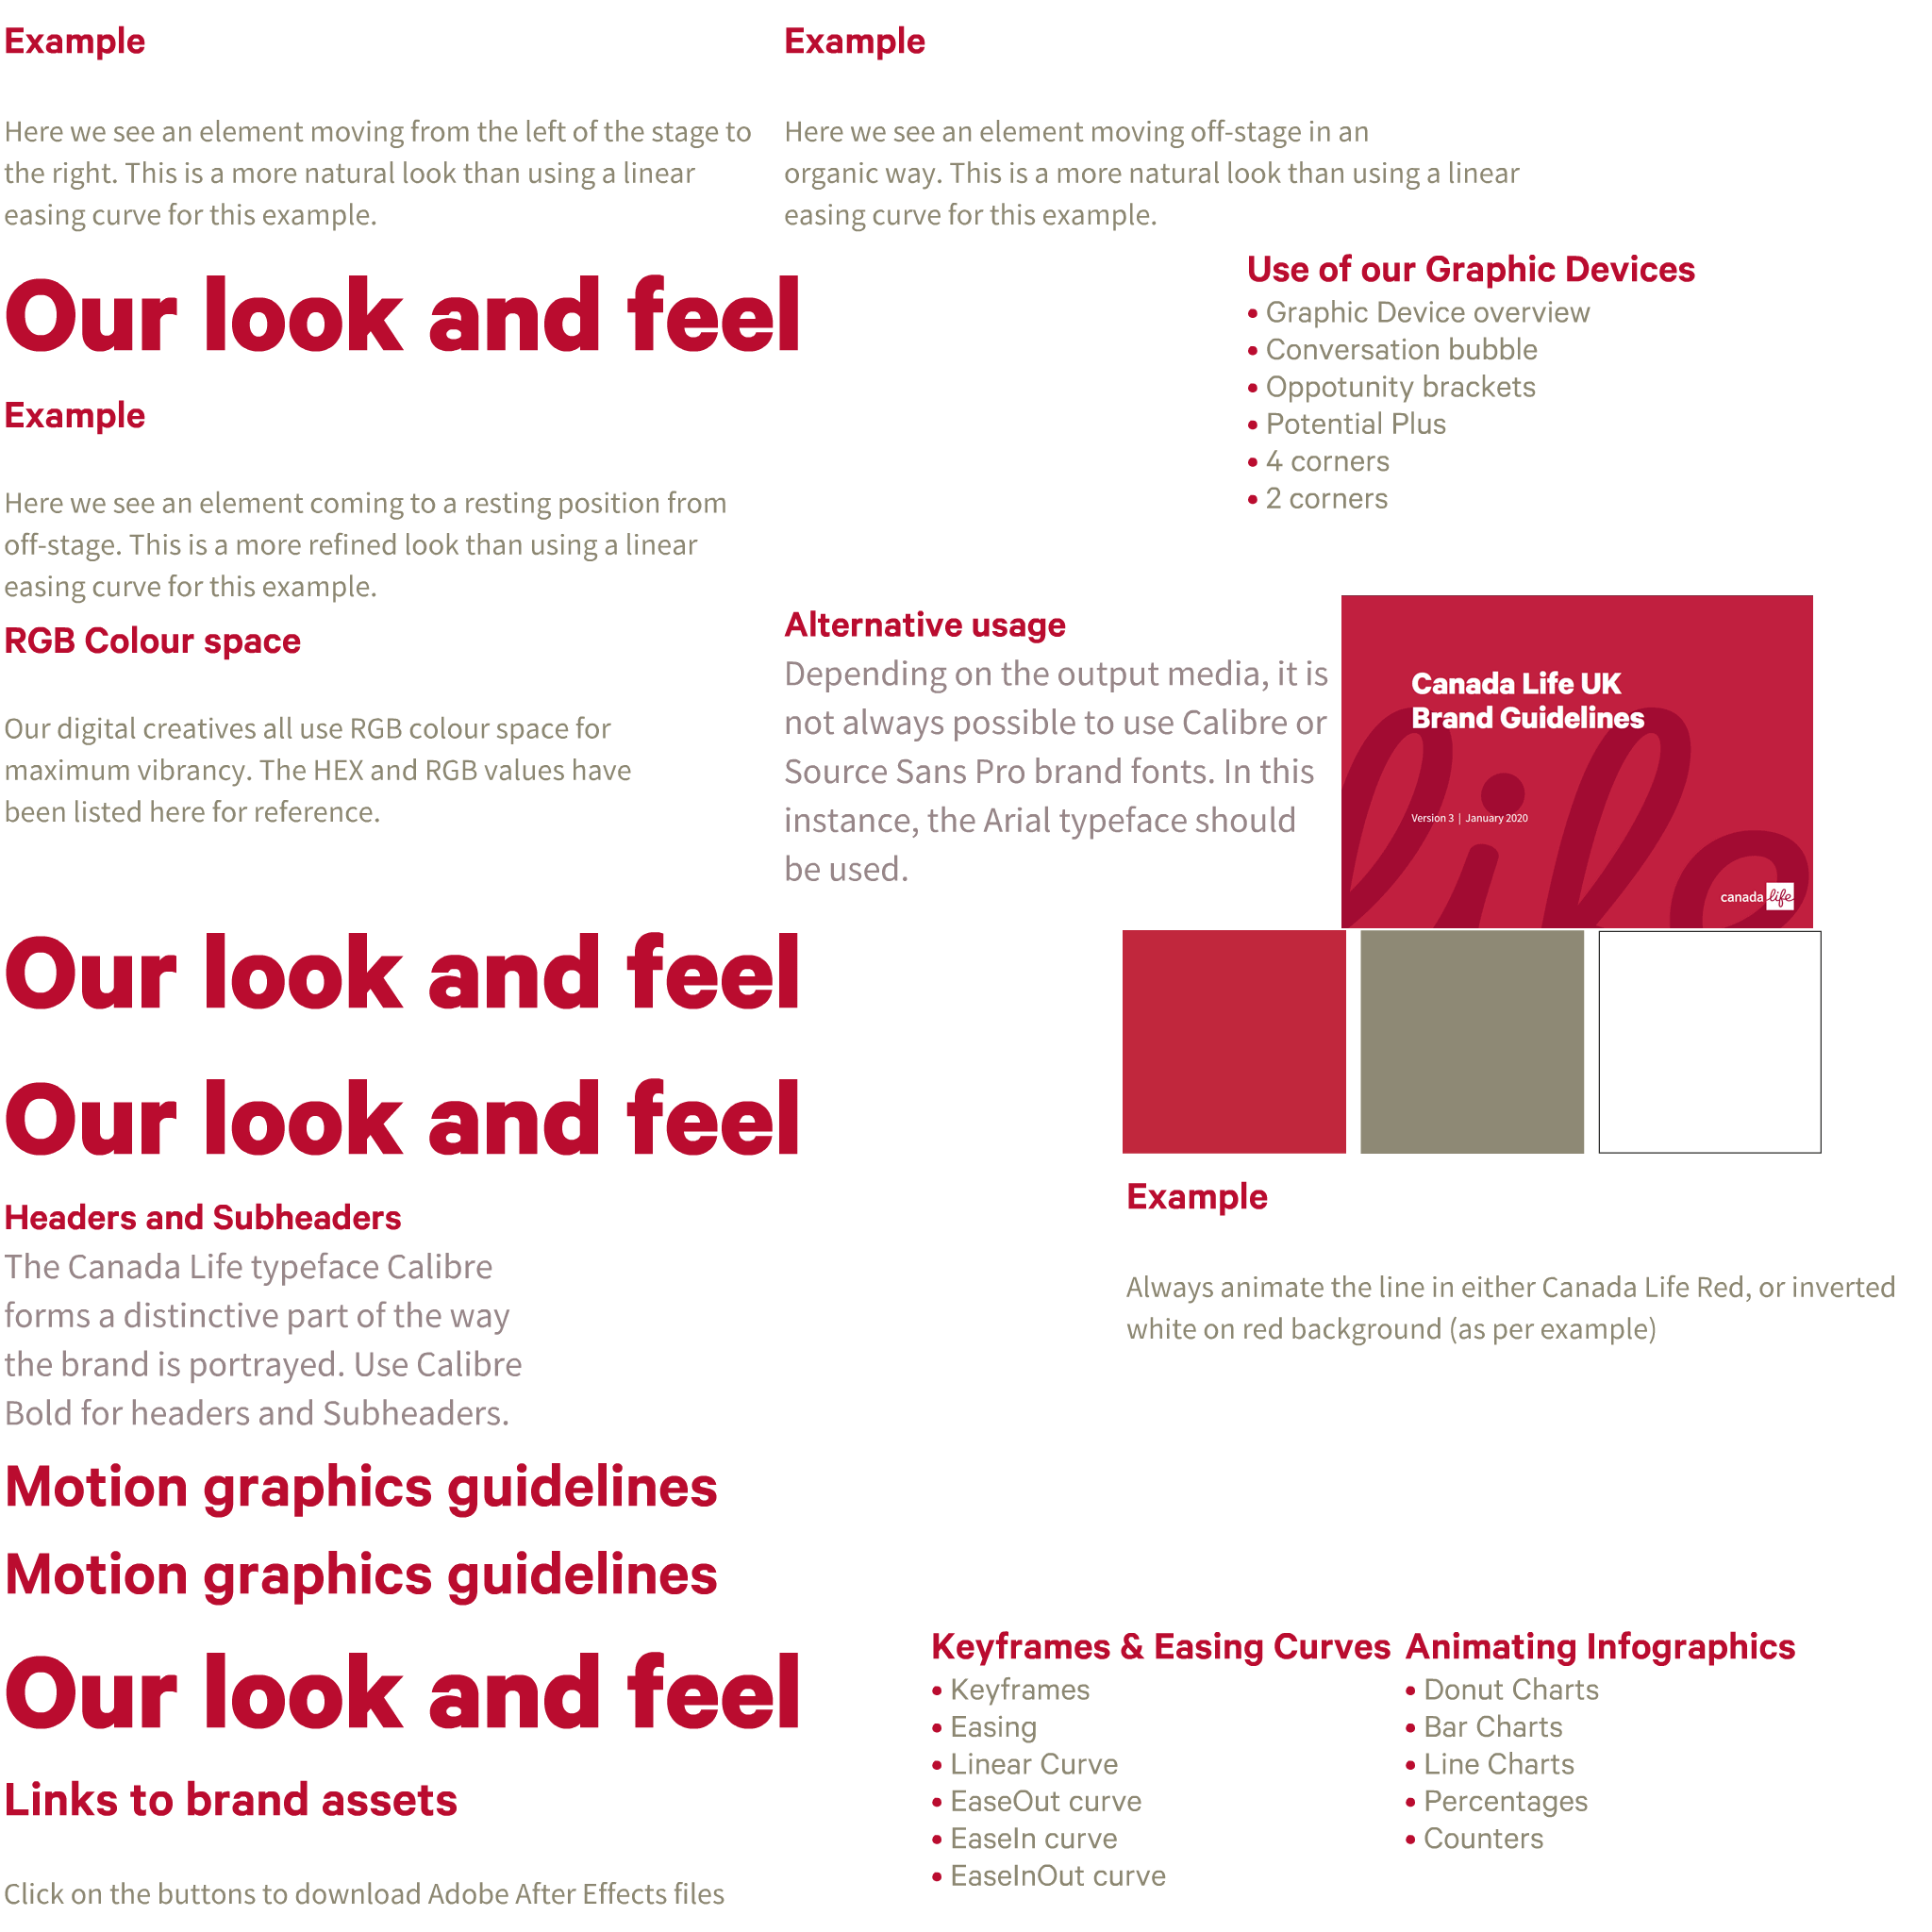 Example
Here we see an element moving from the left of the stage to
the right. This is a more natural look than using a linear
easing curve for this example.
Example
Here we see an element moving off-stage in an
organic way. This is a more natural look than using a linear
easing curve for this example.
Our look and feel
Use of our Graphic Devices
• Graphic Device overview
• Conversation bubble
• Oppotunity brackets
• Potential Plus
• 4 corners
• 2 corners
Example
Here we see an element coming to a resting position from
off-stage. This is a more refined look than using a linear
easing curve for this example.
RGB Colour space
Our digital creatives all use RGB colour space for
maximum vibrancy. The HEX and RGB values have
been listed here for reference.
Alternative usage
Depending on the output media, it is
not always possible to use Calibre or
Source Sans Pro brand fonts. In this
instance, the Arial typeface should
be used.
Canada Life UK
Brand Guidelines
Version 3 | January 2020
life
canada life
Our look and feel
Our look and feel
Example
Always animate the line in either Canada Life Red, or inverted
white on red background (as per example)
Headers and Subheaders
The Canada Life typeface Calibre
forms a distinctive part of the way
the brand is portrayed. Use Calibre
Bold for headers and Subheaders.
Motion graphics guidelines
Motion graphics guidelines
Our look and feel
Keyframes & Easing Curves
• Keyframes
• Easing
• Linear Curve
• EaseOut curve
• EaseIn curve
• EaseInOut curve
Animating Infographics
• Donut Charts
• Bar Charts
• Line Charts
• Percentages
• Counters
Links to brand assets
Click on the buttons to download Adobe After Effects files